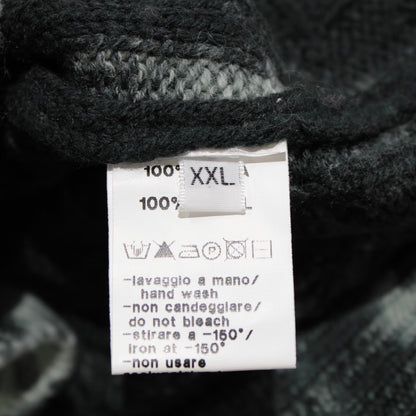 XXL
100% A
100% L
-lavaggio a mano/
hand wash
-non candeggiare/
do not bleach
-stirare a -150°/
iron at -150°
-non usare